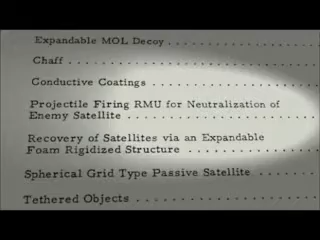 Expandable MOL Decoy . . . . . . . . . . . . . . .
Chaff . . . . . . . . . . . . . . . . . . . . . . . . . .
Conductive Coatings . . . . . . . . . . . . . . . . .
Projectile Firing RMU for Neutralization of
Enemy Satellite . . . . . . . . . . . . . . . . . . .
Recovery of Satellites via an Expandable
Foam Rigidized Structure . . . . . . . . . . . . .
Spherical Grid Type Passive Satellite . . . . . . .
Tethered Objects . . . . . . . . . . . . . . . . . .